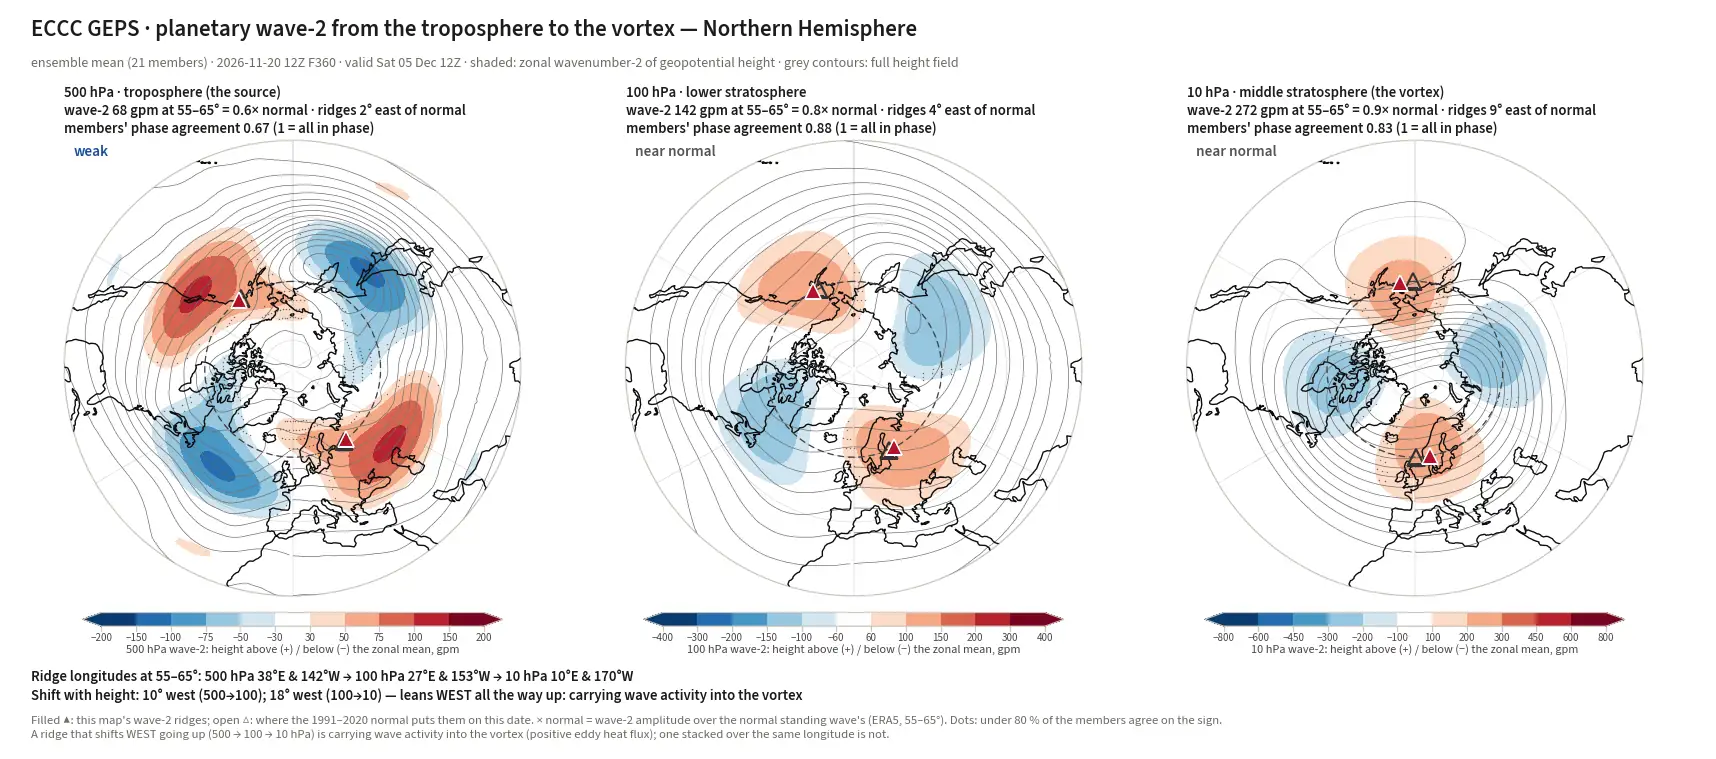 ECCC GEPS · planetary wave-2 from the troposphere to the vortex — Northern Hemisphere
ensemble mean (21 members) · 2026-11-20 12Z F360 · valid Sat 05 Dec 12Z · shaded: zonal wavenumber-2 of geopotential height · grey contours: full height field
500 hPa · troposphere (the source)
wave-2 68 gpm at 55–65° = 0.6× normal · ridges 2° east of normal
members' phase agreement 0.67 (1 = all in phase)
weak
100 hPa · lower stratosphere
wave-2 142 gpm at 55–65° = 0.8× normal · ridges 4° east of normal
members' phase agreement 0.88 (1 = all in phase)
near normal
10 hPa · middle stratosphere (the vortex)
wave-2 272 gpm at 55–65° = 0.9× normal · ridges 9° east of normal
members' phase agreement 0.83 (1 = all in phase)
near normal
−200 −150 −100 −75 −50 −30 30 50 75 100 150 200
500 hPa wave-2: height above (+) / below (−) the zonal mean, gpm
−400 −300 −200 −150 −100 −60 60 100 150 200 300 400
100 hPa wave-2: height above (+) / below (−) the zonal mean, gpm
−800 −600 −450 −300 −200 −100 100 200 300 450 600 800
10 hPa wave-2: height above (+) / below (−) the zonal mean, gpm
Ridge longitudes at 55–65°: 500 hPa 38°E & 142°W → 100 hPa 27°E & 153°W → 10 hPa 10°E & 170°W
Shift with height: 10° west (500→100); 18° west (100→10) — leans WEST all the way up: carrying wave activity into the vortex
Filled ▲: this map's wave-2 ridges; open △: where the 1991–2020 normal puts them on this date. × normal = wave-2 amplitude over the normal standing wave's (ERA5, 55–65°). Dots: under 80 % of the members agree on the sign.
A ridge that shifts WEST going up (500 → 100 → 10 hPa) is carrying wave activity into the vortex (positive eddy heat flux); one stacked over the same longitude is not.